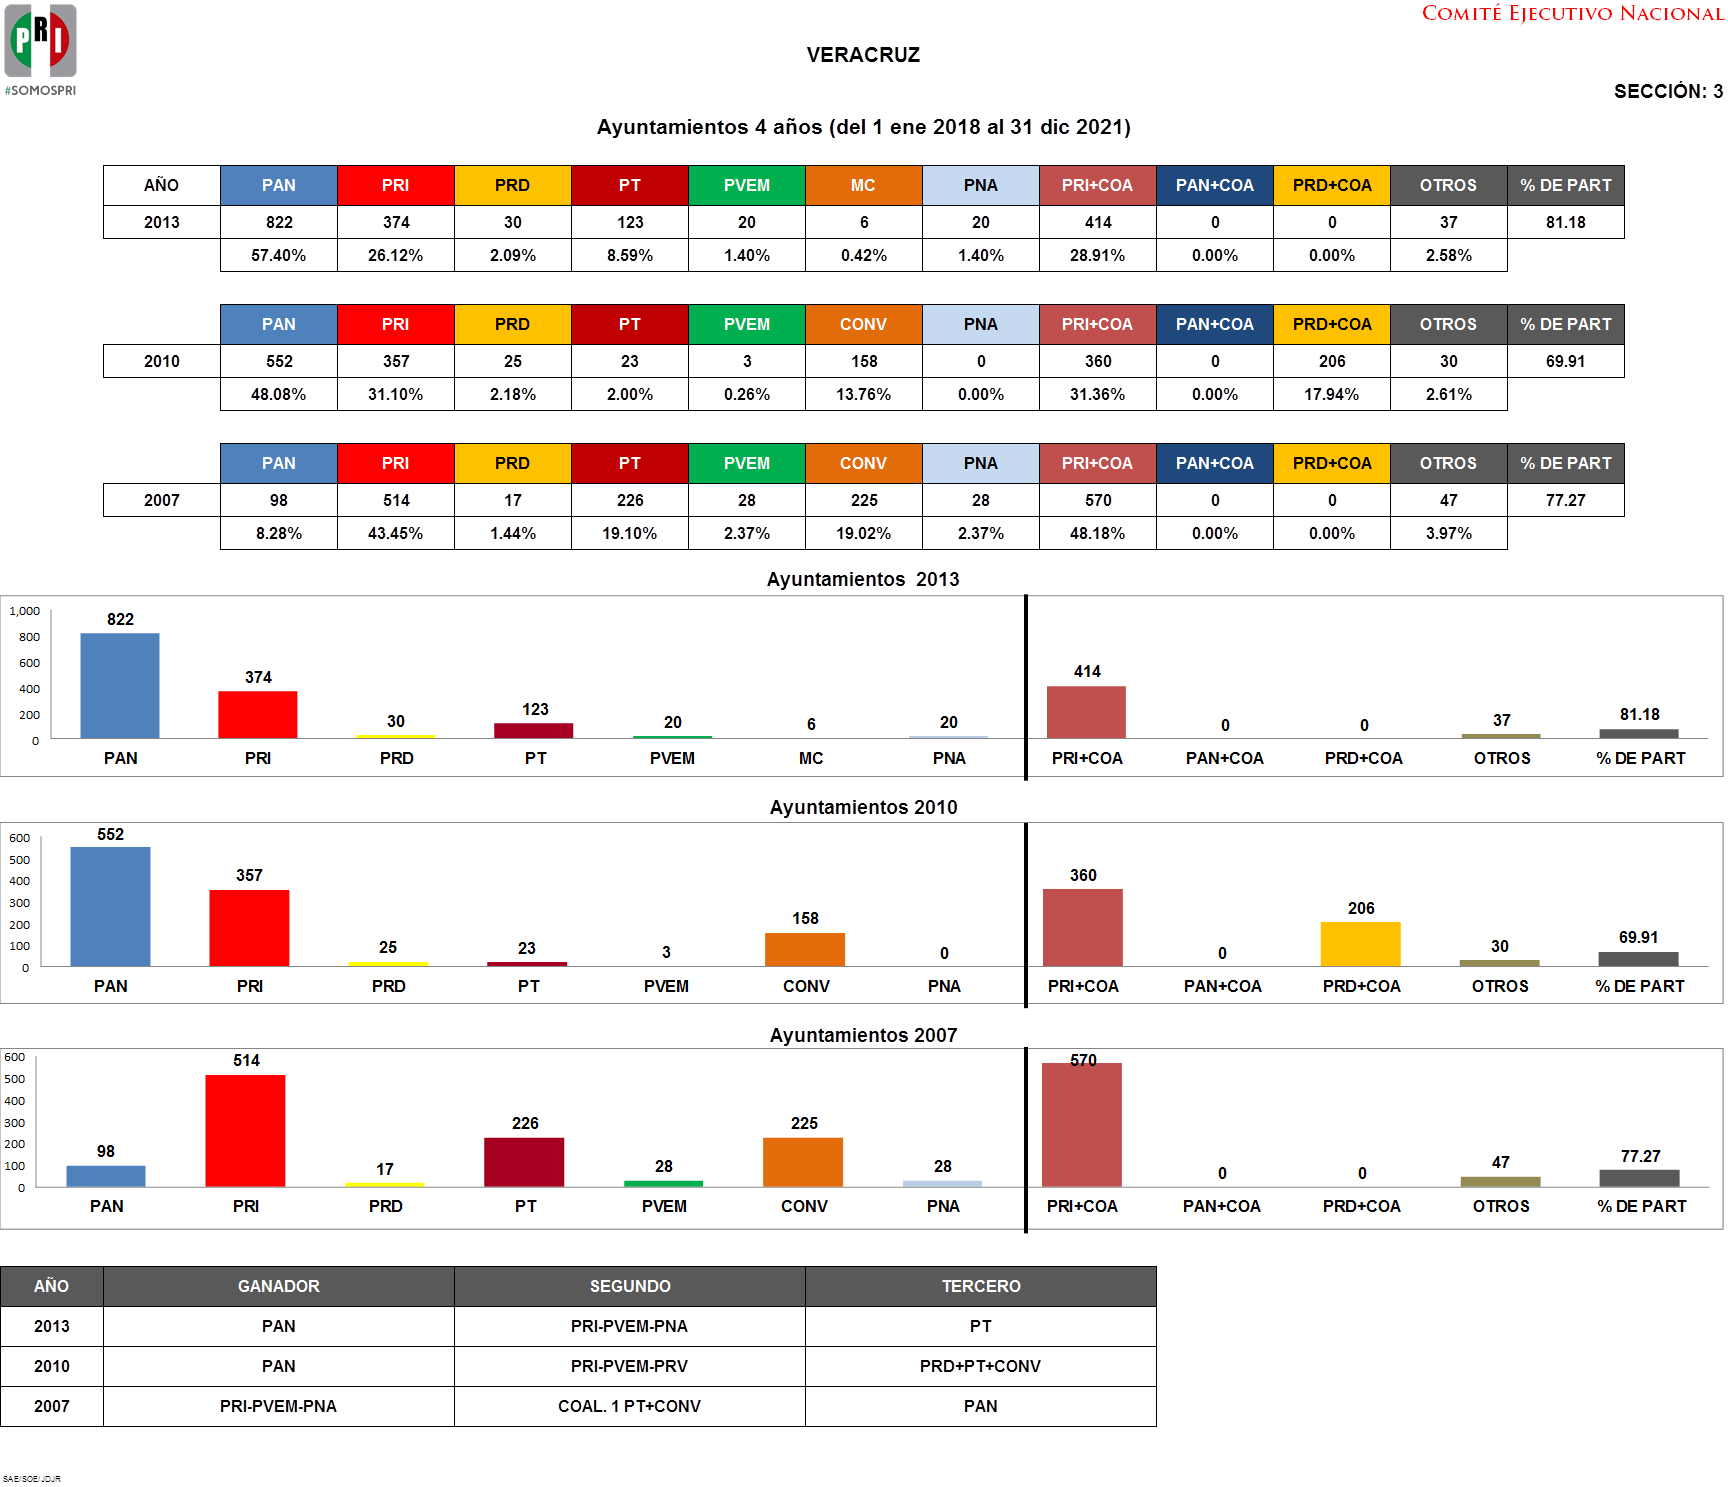 PRI
#SOMOSPRI
COMITÉ EJECUTIVO NACIONAL
VERACRUZ
SECCIÓN: 3
Ayuntamientos 4 años (del 1 ene 2018 al 31 dic 2021)
AÑO PAN PRI PRD PT PVEM MC PNA PRI+COA PAN+COA PRD+COA OTROS % DE PART
2013 822 374 30 123 20 6 20 414 0 0 37 81.18
57.40% 26.12% 2.09% 8.59% 1.40% 0.42% 1.40% 28.91% 0.00% 0.00% 2.58%
PAN PRI PRD PT PVEM CONV PNA PRI+COA PAN+COA PRD+COA OTROS % DE PART
2010 552 357 25 23 3 158 0 360 0 206 30 69.91
48.08% 31.10% 2.18% 2.00% 0.26% 13.76% 0.00% 31.36% 0.00% 17.94% 2.61%
PAN PRI PRD PT PVEM CONV PNA PRI+COA PAN+COA PRD+COA OTROS % DE PART
2007 98 514 17 226 28 225 28 570 0 0 47 77.27
8.28% 43.45% 1.44% 19.10% 2.37% 19.02% 2.37% 48.18% 0.00% 0.00% 3.97%
Ayuntamientos 2013
1,000
800
600
400
200
0
822 374 30 123 20 6 20 414 0 0 37 81.18
PAN PRI PRD PT PVEM MC PNA PRI+COA PAN+COA PRD+COA OTROS % DE PART
Ayuntamientos 2010
600
500
400
300
200
100
0
552 357 25 23 3 158 0 360 0 206 30 69.91
PAN PRI PRD PT PVEM CONV PNA PRI+COA PAN+COA PRD+COA OTROS % DE PART
Ayuntamientos 2007
600
500
400
300
200
100
0
98 514 17 226 28 225 28 570 0 0 47 77.27
PAN PRI PRD PT PVEM CONV PNA PRI+COA PAN+COA PRD+COA OTROS % DE PART
AÑO GANADOR SEGUNDO TERCERO
2013 PAN PRI-PVEM-PNA PT
2010 PAN PRI-PVEM-PRV PRD+PT+CONV
2007 PRI-PVEM-PNA COAL. 1 PT+CONV PAN
SAE/SOE/JDJR